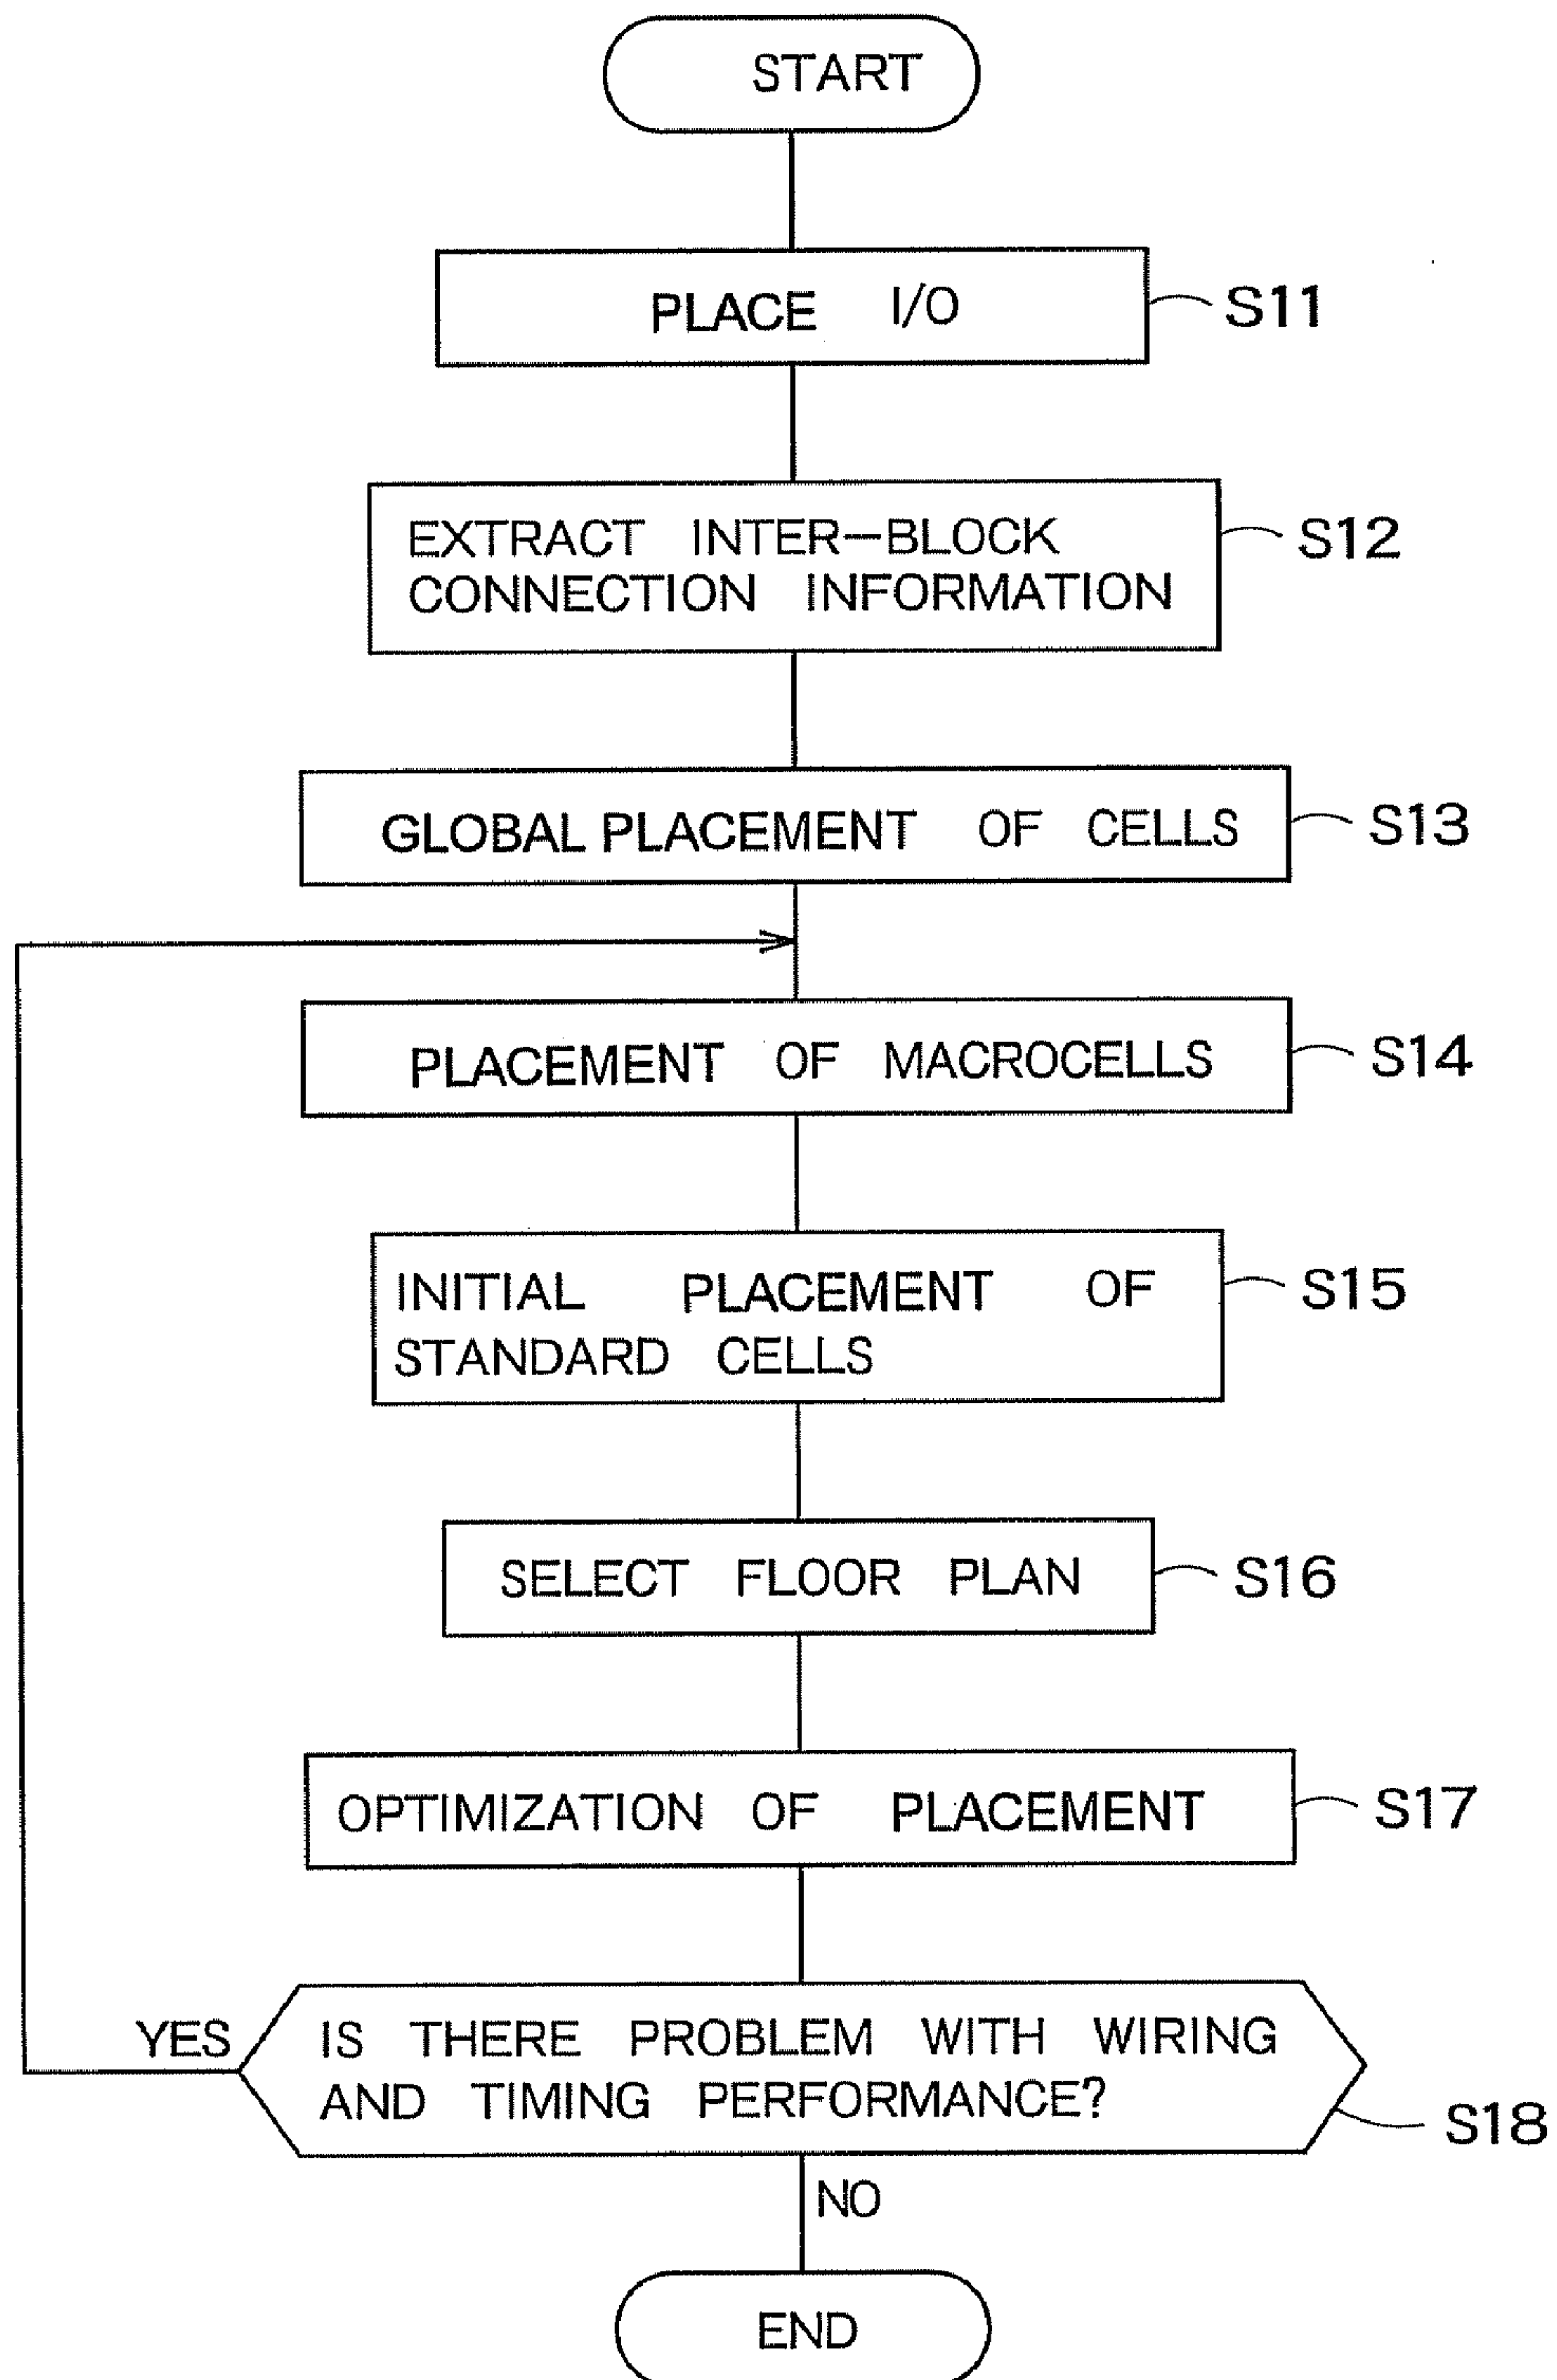 START
PLACE I/O
S11
EXTRACT INTER-BLOCK
CONNECTION INFORMATION
S12
GLOBAL PLACEMENT OF CELLS
S13
PLACEMENT OF MACROCELLS
S14
INITIAL PLACEMENT OF
STANDARD CELLS
S15
SELECT FLOOR PLAN
S16
OPTIMIZATION OF PLACEMENT
S17
YES
IS THERE PROBLEM WITH WIRING
AND TIMING PERFORMANCE?
S18
NO
END